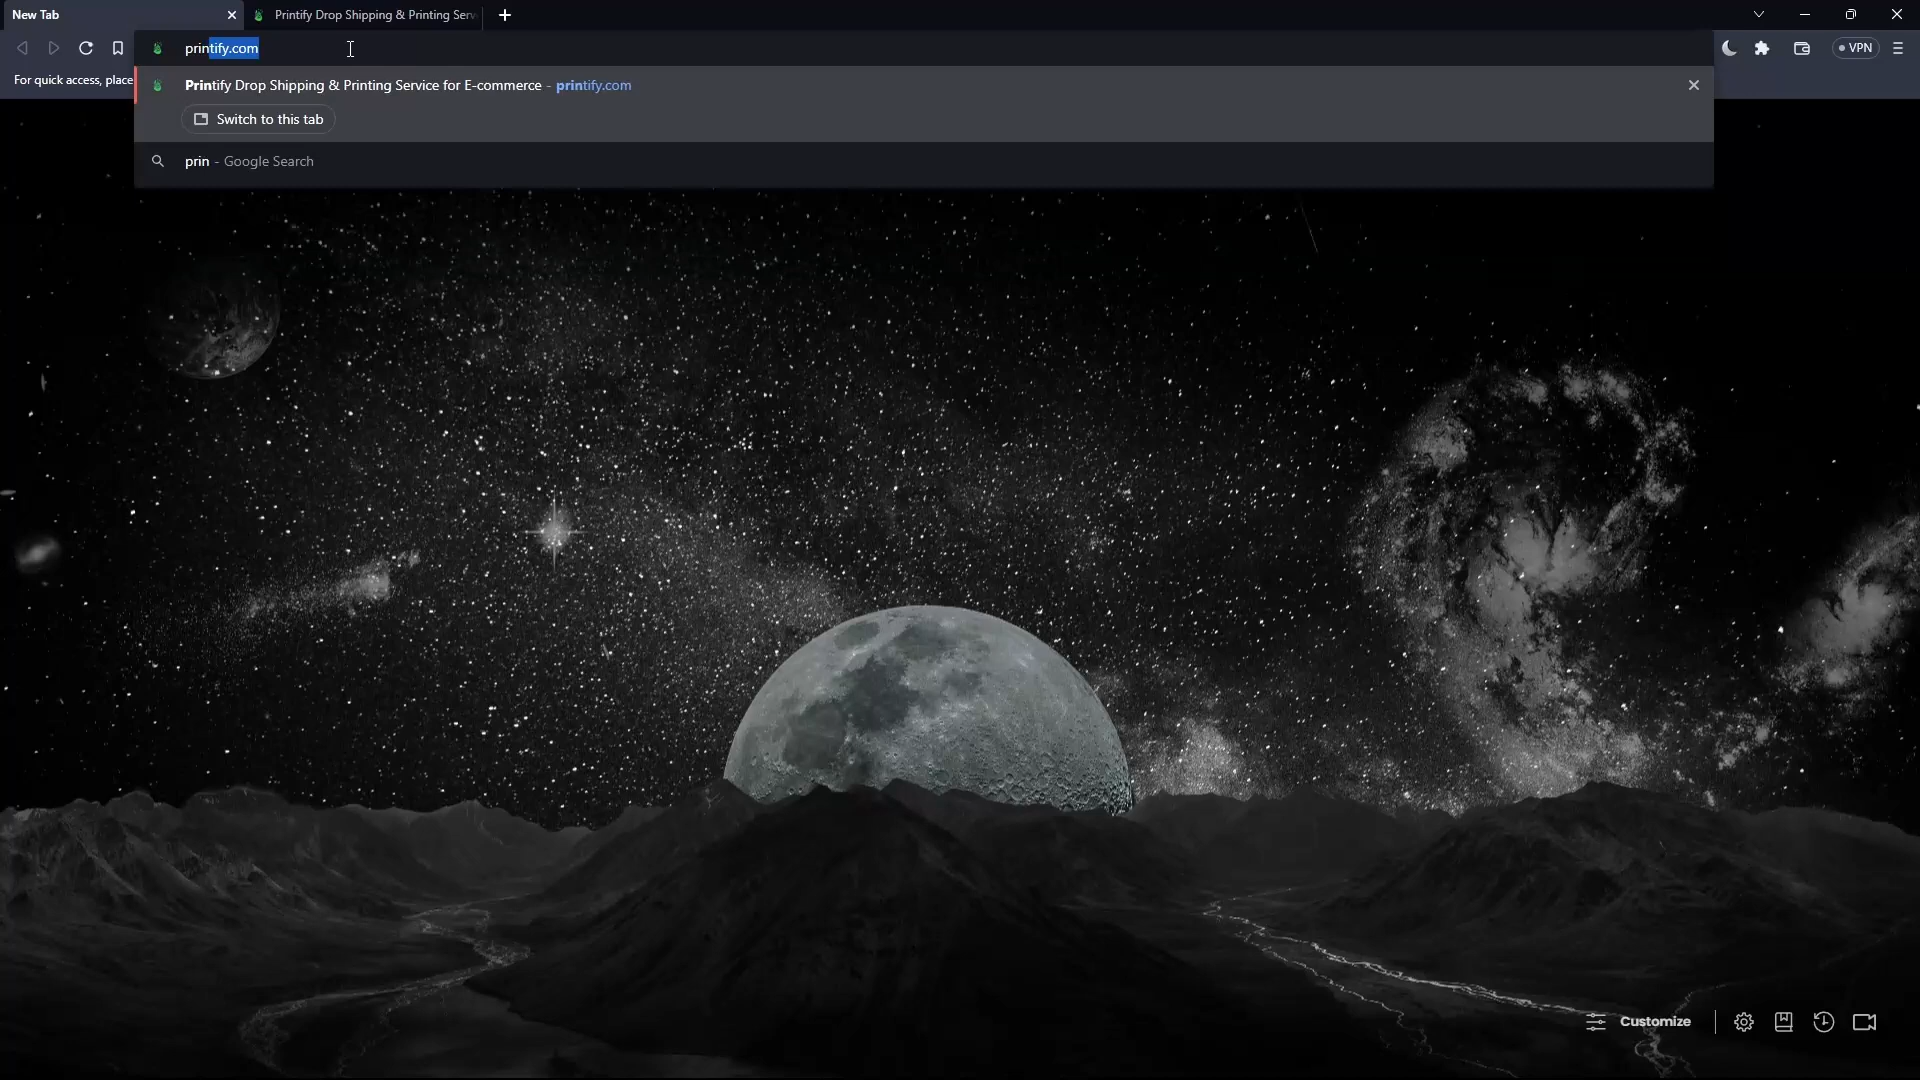 New Tab
Printify Drop Shipping & Printing Serv
printify.com
VPN
For quick access, place
Printify Drop Shipping & Printing Service for E-commerce - printify.com
Switch to this tab
prin - Google Search
Customize